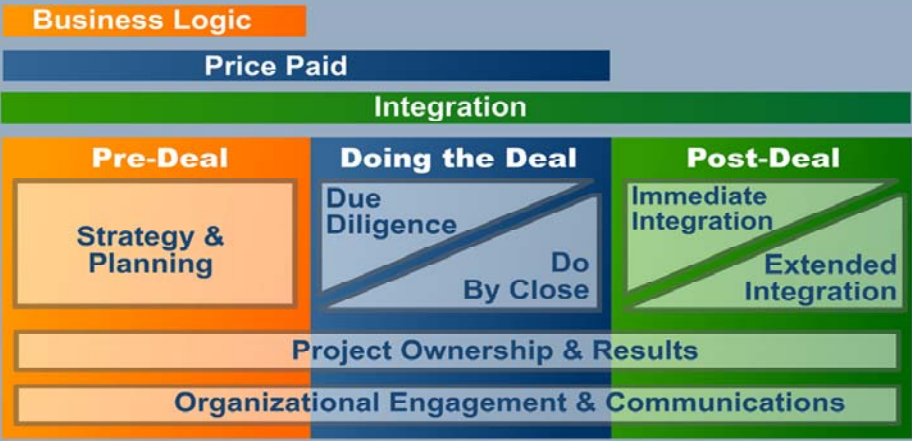 Business Logic
Price Paid
Integration
Pre-Deal
Strategy &
Planning
Doing the Deal
Due
Diligence
Do
By Close
Post-Deal
Immediate
Integration
Extended
Integration
Project Ownership & Results
Organizational Engagement & Communications